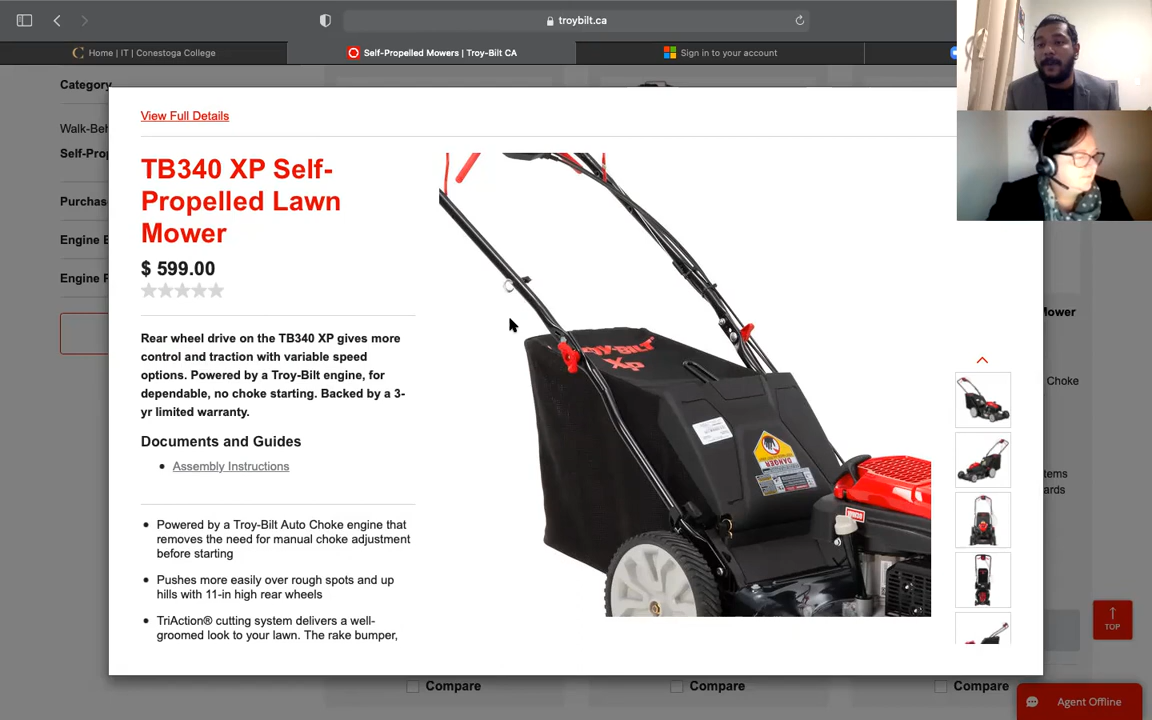 troybilt.ca
Home | IT | Conestoga College
Self-Propelled Mowers | Troy-Bilt CA
Sign in to your account
Category
Walk-Beh
Self-Prop
Purchas
Engine B
Engine P
View Full Details
TB340 XP Self-
Propelled Lawn
Mower
$ 599.00
Rear wheel drive on the TB340 XP gives more
control and traction with variable speed
options. Powered by a Troy-Bilt engine, for
dependable, no choke starting. Backed by a 3-
yr limited warranty.
Documents and Guides
Assembly Instructions
Powered by a Troy-Bilt Auto Choke engine that
removes the need for manual choke adjustment
before starting
Pushes more easily over rough spots and up
hills with 11-in high rear wheels
TriAction® cutting system delivers a well-
groomed look to your lawn. The rake bumper,
TROY-BILT
XP
DANGER
Mower
Choke
tems
ards
TOP
Compare
Compare
Compare
Agent Offline